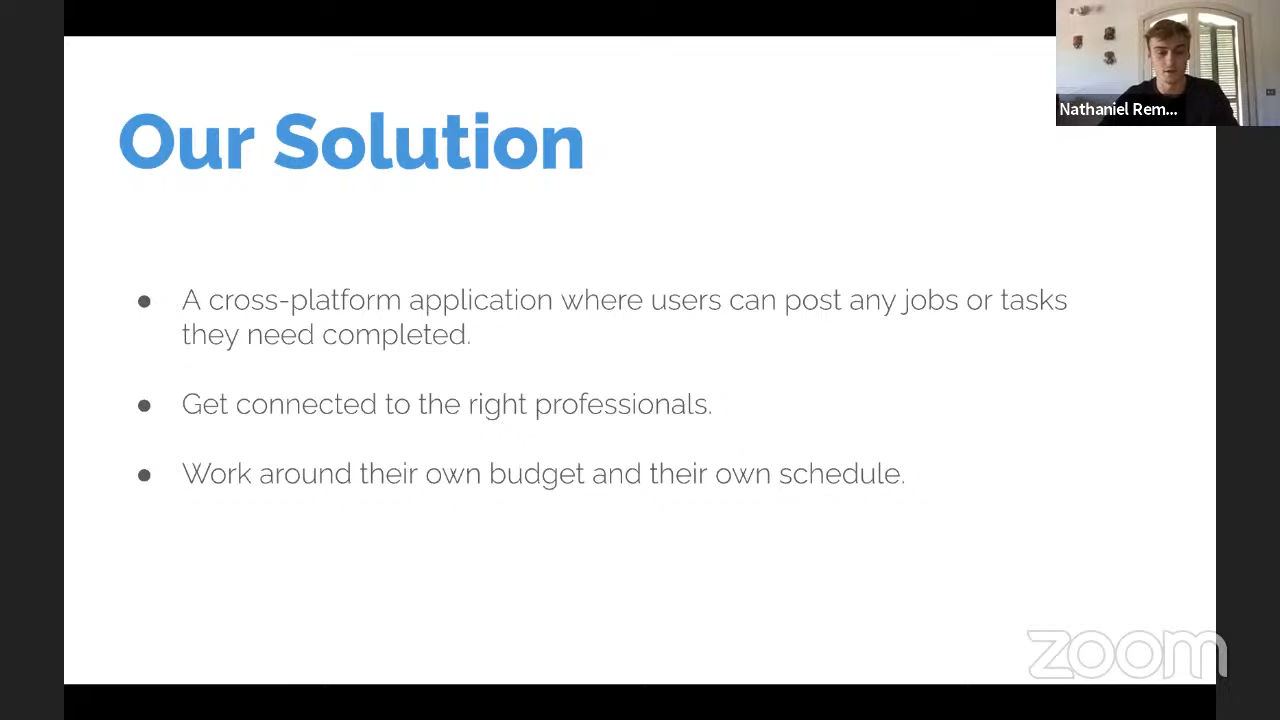 Nathaniel Rem...
Our Solution
● A cross-platform application where users can post any jobs or tasks
they need completed.
● Get connected to the right professionals.
● Work around their own budget and their own schedule.
zoom